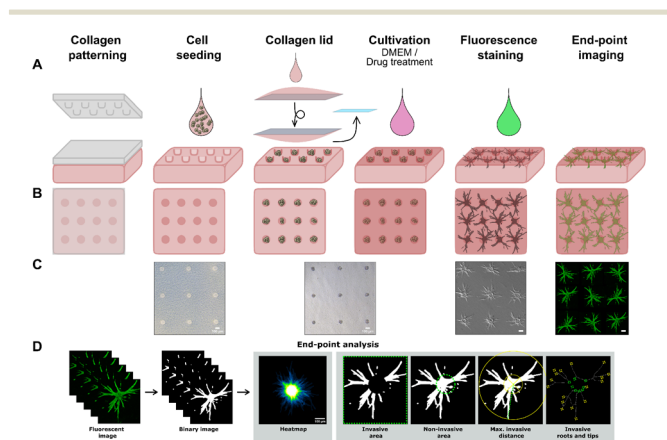 Collagen
patterning
Cell
seeding
Collagen lid
Cultivation
DMEM /
Drug treatment
Fluorescence
staining
End-point
imaging
A
B
C
D
End-point analysis
Fluorescent
image
Binary image
Heatmap
Invasive
area
Non-invasive
area
Max. invasive
distance
Invasive
roots and tips